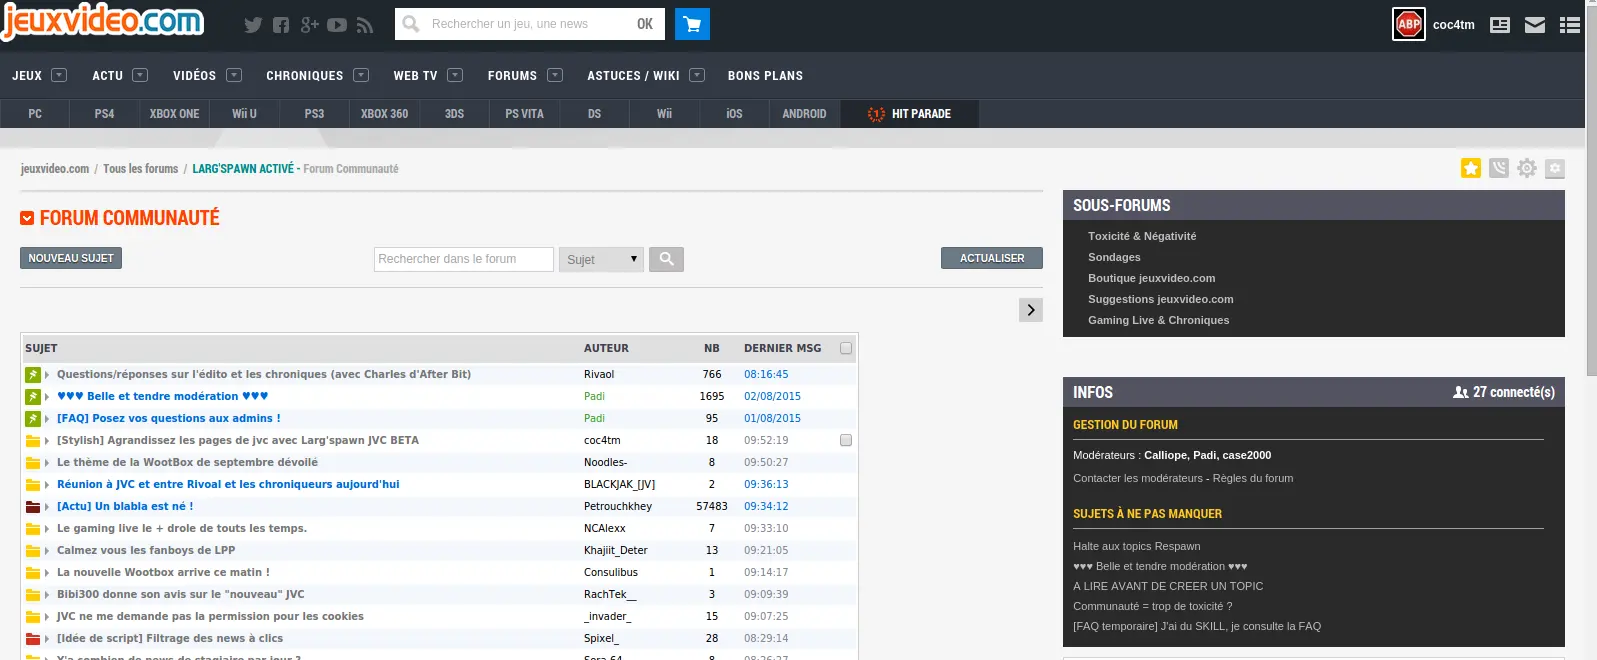 jeuxvideo.com
Rechercher un jeu, une news OK
ABP coc4tm
JEUX ACTU VIDÉOS CHRONIQUES WEB TV FORUMS ASTUCES / WIKI BONS PLANS
PC PS4 XBOX ONE Wii U PS3 XBOX 360 3DS PS VITA DS Wii iOS ANDROID 1 HIT PARADE
jeuxvideo.com / Tous les forums / LARG'SPAWN ACTIVÉ - Forum Communauté
FORUM COMMUNAUTÉ
NOUVEAU SUJET Rechercher dans le forum Sujet ACTUALISER
SUJET AUTEUR NB DERNIER MSG
Questions/réponses sur l'édito et les chroniques (avec Charles d'After Bit) Rivaol 766 08:16:45
♥♥♥ Belle et tendre modération ♥♥♥ Padi 1695 02/08/2015
[FAQ] Posez vos questions aux admins ! Padi 95 01/08/2015
[Stylish] Agrandissez les pages de jvc avec Larg'spawn JVC BETA coc4tm 18 09:52:19
Le thème de la WootBox de septembre dévoilé Noodles- 8 09:50:27
Réunion à JVC et entre Rivoal et les chroniqueurs aujourd'hui BLACKJAK_[JV] 2 09:36:13
[Actu] Un blabla est né ! Petrouchkhey 57483 09:34:12
Le gaming live le + drole de touts les temps. NCAlexx 7 09:33:10
Calmez vous les fanboys de LPP Khajiit_Deter 13 09:21:05
La nouvelle Wootbox arrive ce matin ! Consulibus 1 09:14:17
Bibi300 donne son avis sur le "nouveau" JVC RachTek__ 3 09:09:39
JVC ne me demande pas la permission pour les cookies _invader_ 15 09:07:25
[Idée de script] Filtrage des news à clics Spixel_ 28 08:29:14
Y'a combien de news de stagiaire par jour ? Sora-64 8 08:26:27
SOUS-FORUMS
Toxicité & Négativité
Sondages
Boutique jeuxvideo.com
Suggestions jeuxvideo.com
Gaming Live & Chroniques
INFOS 27 connecté(s)
GESTION DU FORUM
Modérateurs : Calliope, Padi, case2000
Contacter les modérateurs - Règles du forum
SUJETS À NE PAS MANQUER
Halte aux topics Respawn
♥♥♥ Belle et tendre modération ♥♥♥
A LIRE AVANT DE CREER UN TOPIC
Communauté = trop de toxicité ?
[FAQ temporaire] J'ai du SKILL, je consulte la FAQ